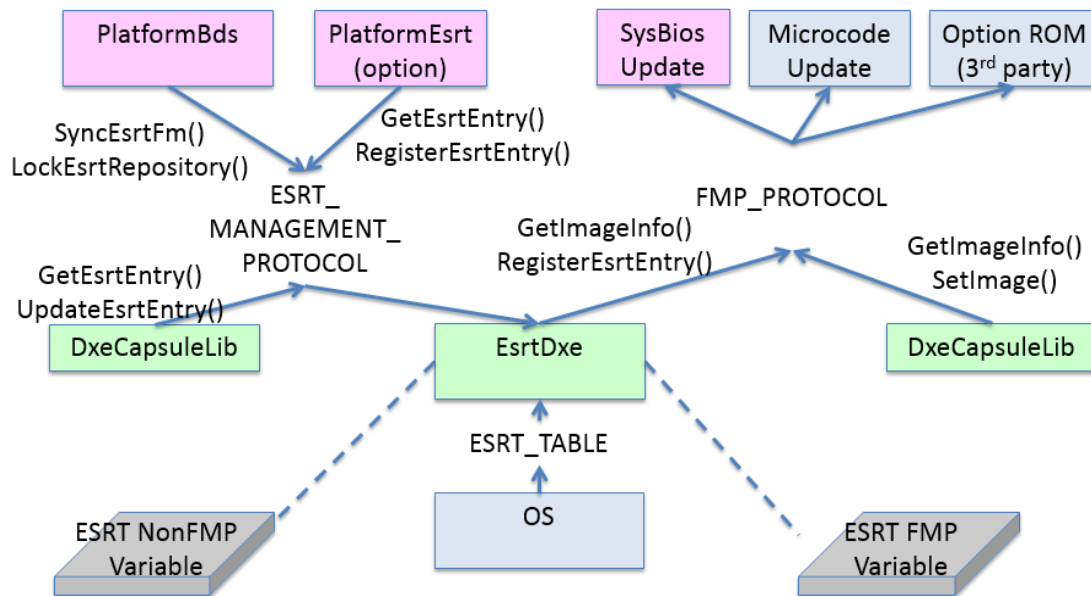 PlatformBds
PlatformEsrt
(option)
SysBios
Update
Microcode
Update
Option ROM
(3rd party)
SyncEsrtFm()
LockEsrtRepository()
GetEsrtEntry()
RegisterEsrtEntry()
ESRT_
MANAGEMENT_
PROTOCOL
FMP_PROTOCOL
GetImageInfo()
RegisterEsrtEntry()
GetImageInfo()
SetImage()
GetEsrtEntry()
UpdateEsrtEntry()
DxeCapsuleLib
EsrtDxe
DxeCapsuleLib
ESRT_TABLE
OS
ESRT NonFMP
Variable
ESRT FMP
Variable